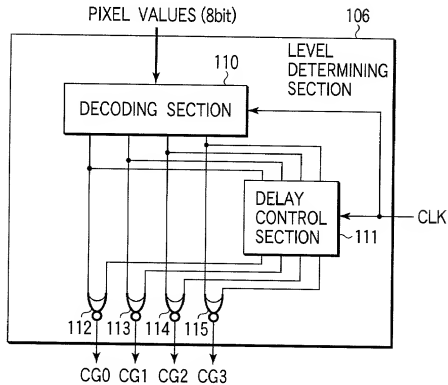 PIXEL VALUES (8bit)
106
110
LEVEL
DETERMINING
SECTION
DECODING SECTION
DELAY
CONTROL
SECTION
CLK
111
112
113
114
115
CG0 CG1 CG2 CG3